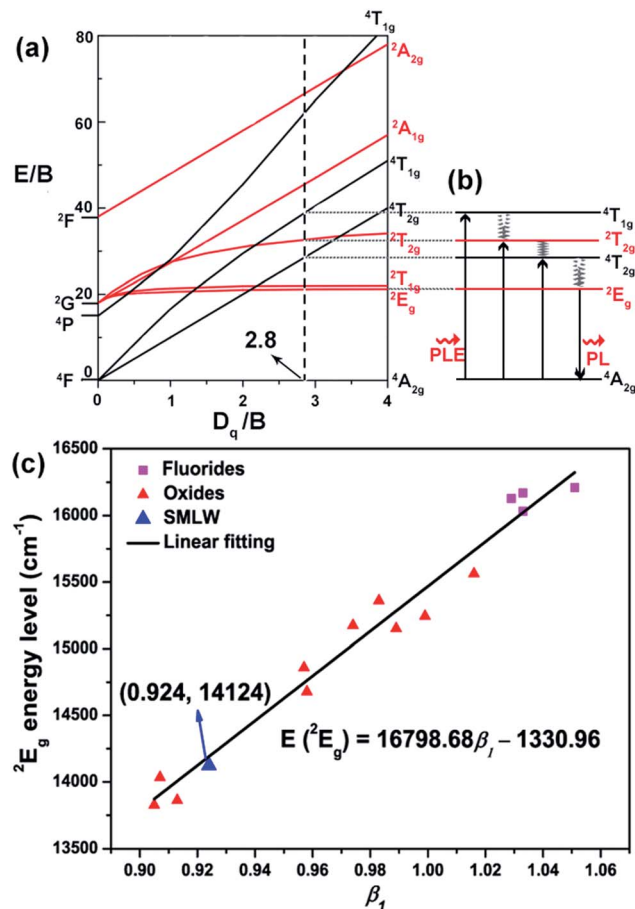 (a)
⁴T₁g
80
²A₂g
60
E/B
²A₁g
⁴T₁g
40
²F
⁴T₂g
²T₂g
20
²T₁g
²Eg
²G
⁴P
⁴F
0
2.8
⁴A₂g
0 1 2 3 4
Dq/B
(b)
⁴T₁g
²T₂g
⁴T₂g
²Eg
PLE
PL
⁴A₂g
(c)
16500
16000
15500
15000
14500
14000
13500
²Eg energy level (cm⁻¹)
Fluorides
Oxides
SMLW
Linear fitting
(0.924, 14124)
E (²Eg) = 16798.68β₁ – 1330.96
0.90 0.92 0.94 0.96 0.98 1.00 1.02 1.04 1.06
β₁